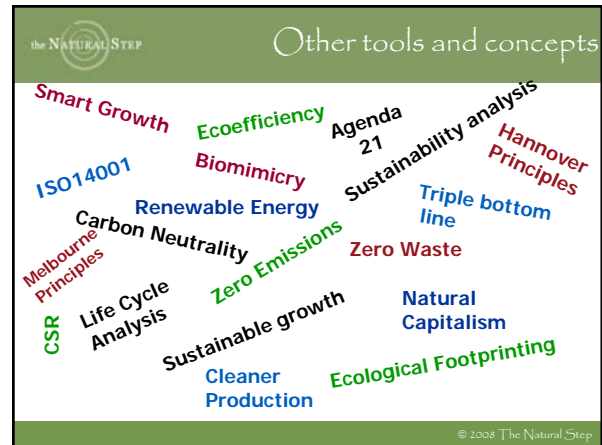 the NATURAL STEP
Other tools and concepts
Smart Growth
Ecoefficiency
Agenda
21
Sustainability analysis
Hannover
Principles
ISO14001
Biomimicry
Renewable Energy
Triple bottom
line
Carbon Neutrality
Melbourne
Principles
Zero Emissions
Zero Waste
CSR
Life Cycle
Analysis
Sustainable growth
Natural
Capitalism
Cleaner
Production
Ecological Footprinting
© 2008 The Natural Step